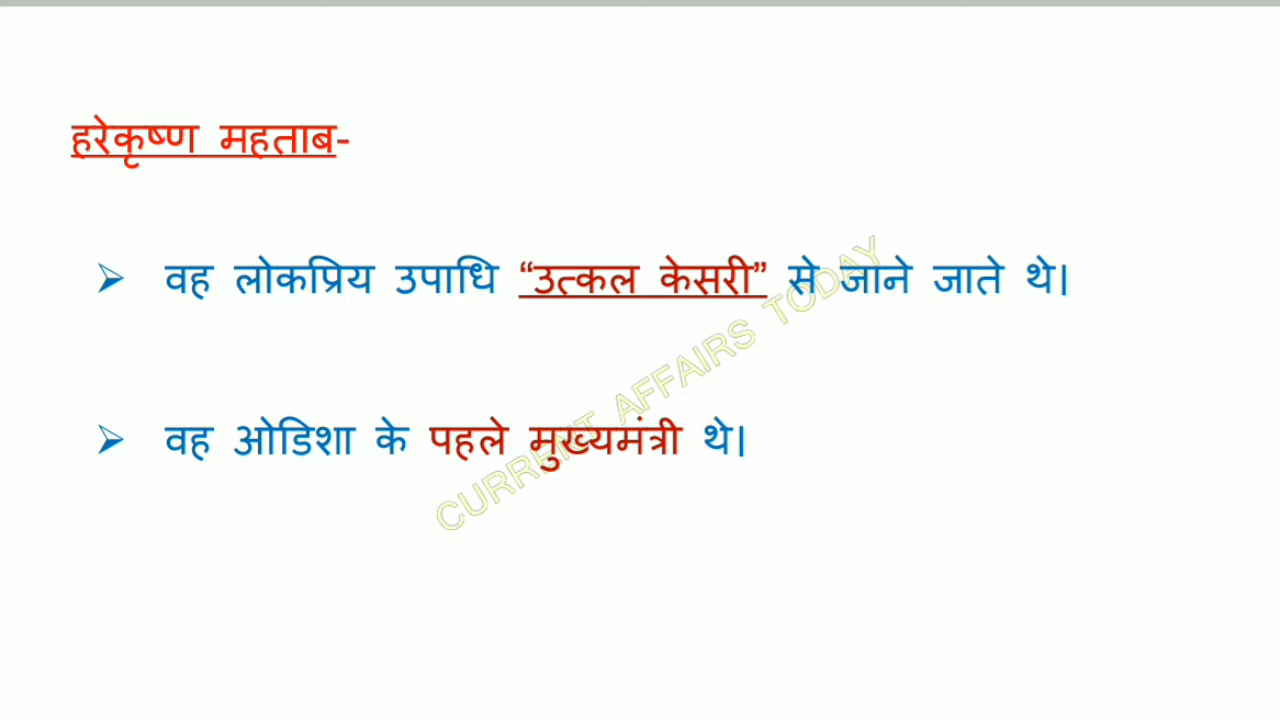 हरेकृष्ण महताब-
➢ वह लोकप्रिय उपाधि “उत्कल केसरी” से जाने जाते थे।
➢ वह ओडिशा के पहले मुख्यमंत्री थे।
CURRENT AFFAIRS TODAY